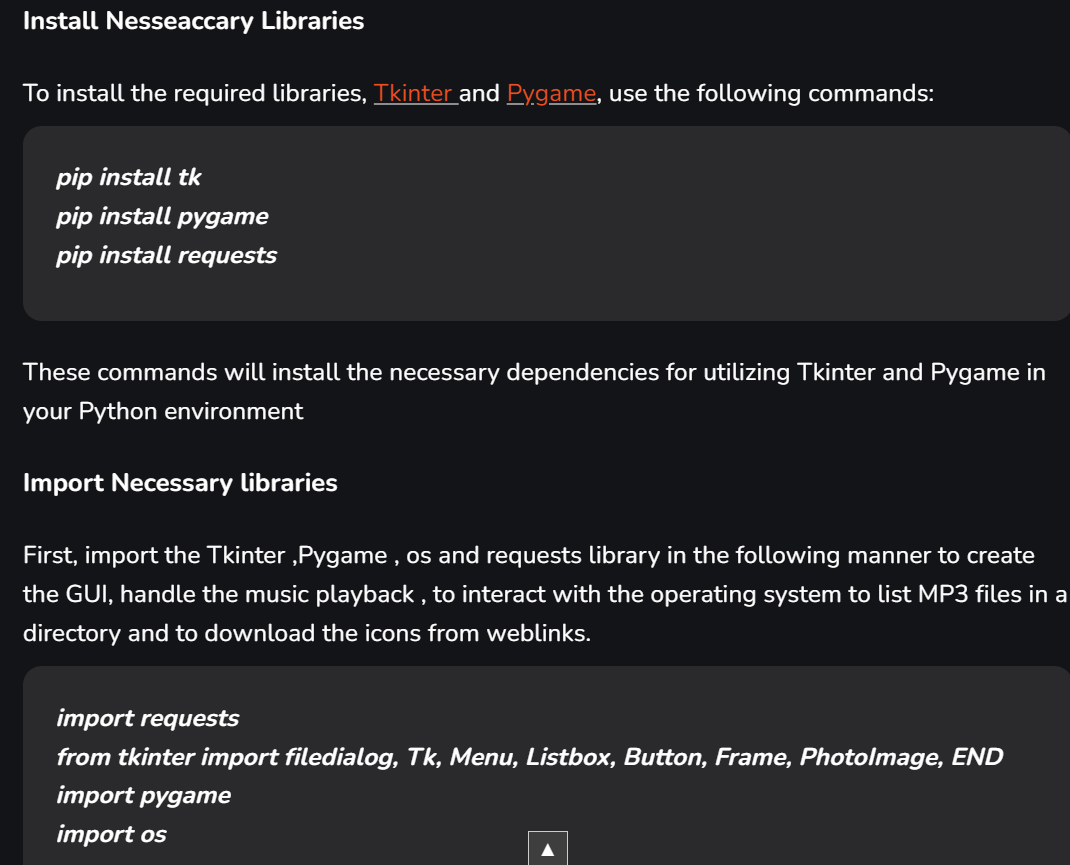 Install Nesseaccary Libraries
To install the required libraries, Tkinter and Pygame, use the following commands:
pip install tk
pip install pygame
pip install requests
These commands will install the necessary dependencies for utilizing Tkinter and Pygame in
your Python environment
Import Necessary libraries
First, import the Tkinter ,Pygame , os and requests library in the following manner to create
the GUI, handle the music playback , to interact with the operating system to list MP3 files in a
directory and to download the icons from weblinks.
import requests
from tkinter import filedialog, Tk, Menu, Listbox, Button, Frame, PhotoImage, END
import pygame
import os